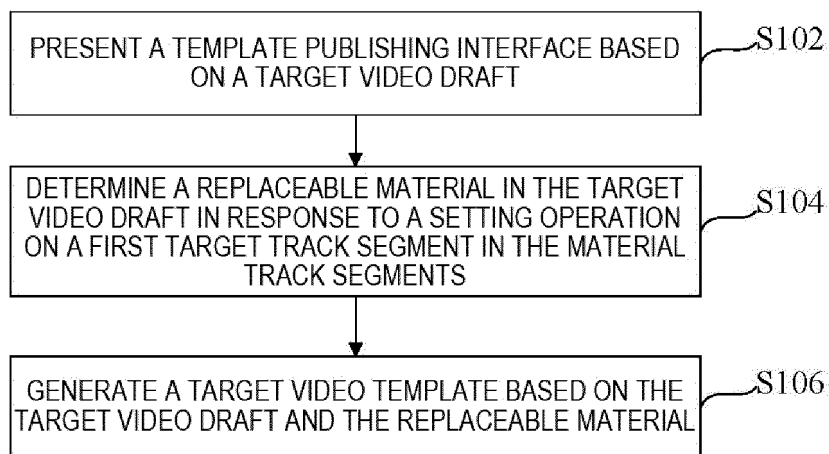 PRESENT A TEMPLATE PUBLISHING INTERFACE BASED
ON A TARGET VIDEO DRAFT
S102
DETERMINE A REPLACEABLE MATERIAL IN THE TARGET
VIDEO DRAFT IN RESPONSE TO A SETTING OPERATION
ON A FIRST TARGET TRACK SEGMENT IN THE MATERIAL
TRACK SEGMENTS
S104
GENERATE A TARGET VIDEO TEMPLATE BASED ON THE
TARGET VIDEO DRAFT AND THE REPLACEABLE MATERIAL
S106